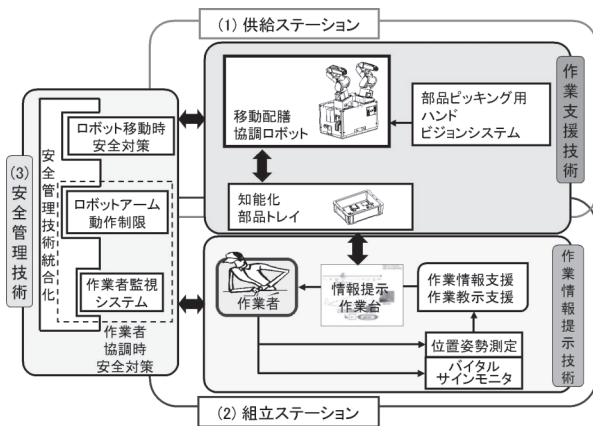 (1) 供給ステーション
移動配膳
協調ロボット
部品ピッキング用
ハンド
ビジョンシステム
作業支援技術
知能化
部品トレイ
(3)安全管理技術
安全管理技術統合化
ロボット移動時
安全対策
ロボットアーム
動作制限
作業者監視
システム
作業者
協調時
安全対策
作業者
情報提示
作業台
作業情報支援
作業教示支援
位置姿勢測定
バイタル
サインモニタ
作業情報提示技術
(2) 組立ステーション